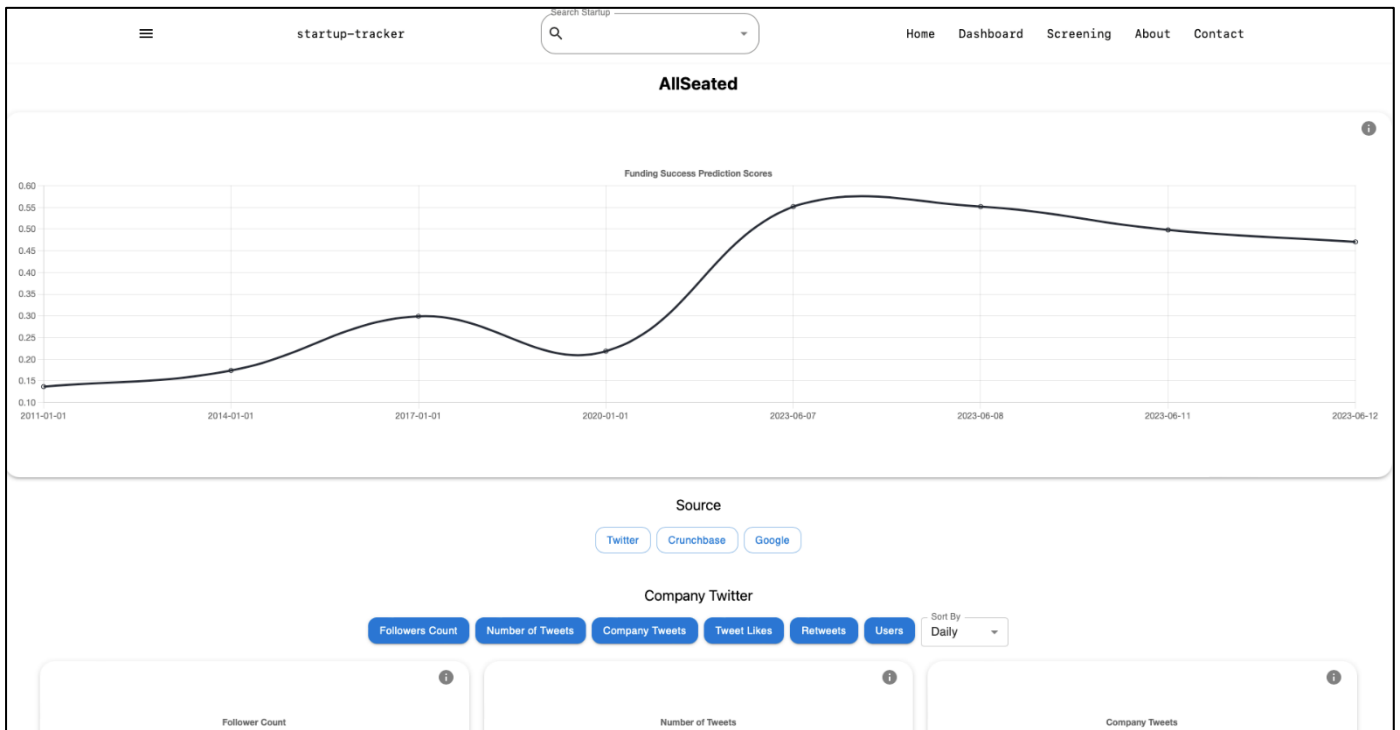 Search Startup
startup-tracker
Home Dashboard Screening About Contact
AllSeated
Funding Success Prediction Scores
0.60
0.55
0.50
0.45
0.40
0.35
0.30
0.25
0.20
0.15
0.10
2011-01-01 2014-01-01 2017-01-01 2020-01-01 2023-06-07 2023-06-08 2023-06-11 2023-06-12
Source
Twitter Crunchbase Google
Company Twitter
Followers Count Number of Tweets Company Tweets Tweet Likes Retweets Users Sort By Daily
Follower Count Number of Tweets Company Tweets